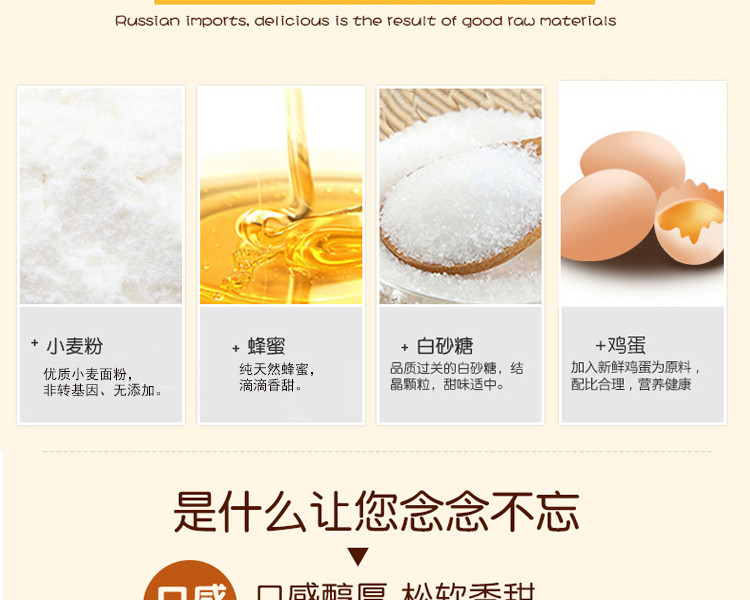 Russian imports, delicious is the result of good raw materials
+ 小麦粉
优质小麦面粉，
非转基因、无添加。
+ 蜂蜜
纯天然蜂蜜，
滴滴香甜。
+ 白砂糖
品质过关的白砂糖，结
晶颗粒，甜味适中。
+鸡蛋
加入新鲜鸡蛋为原料，
配比合理，营养健康
是什么让您念念不忘
口感
口感醇厚 松软香甜